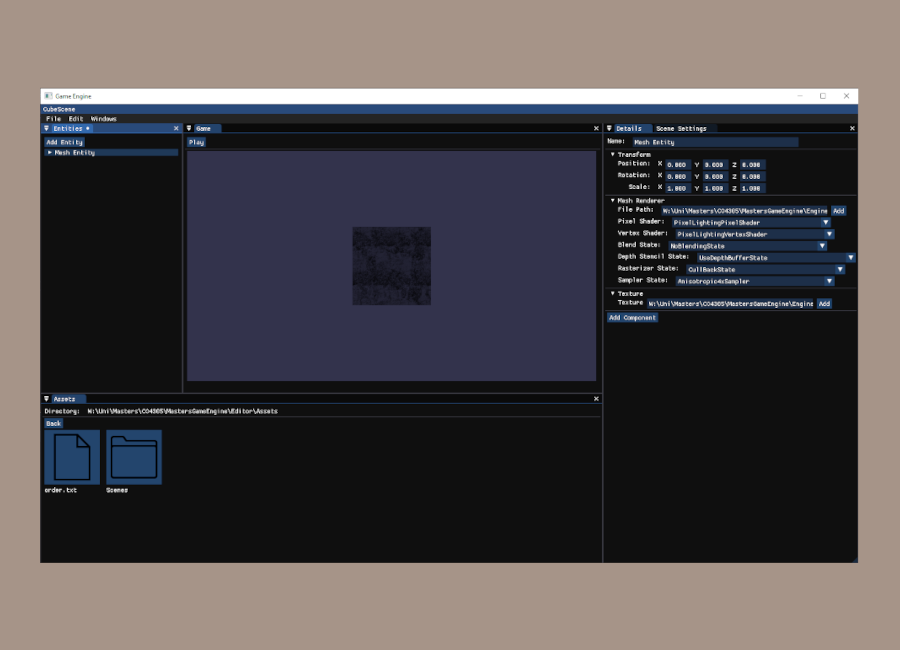 Game Engine
CubeScene
File Edit Windows
Entities
Add Entity
Mesh Entity
Game
Play
Details Scene Settings
Name: Mesh Entity
Transform
Position: X 0.000 Y 0.000 Z 0.000
Rotation: X 0.000 Y 0.000 Z 0.000
Scale: X 1.000 Y 1.000 Z 1.000
Mesh Renderer
File Path: W:\Uni\Masters\CO4305\MastersGameEngine\Engine Add
Pixel Shader: PixelLightingPixelShader
Vertex Shader: PixelLightingVertexShader
Blend State: NoBlendingState
Depth Stencil State: UseDepthBufferState
Rasterizer State: CullBackState
Sampler State: Anisotropic4xSampler
Texture
Texture W:\Uni\Masters\CO4305\MastersGameEngine\Engine Add
Add Component
Assets
Directory: W:\Uni\Masters\CO4305\MastersGameEngine\Editor\Assets
Back
order.txt
Scenes